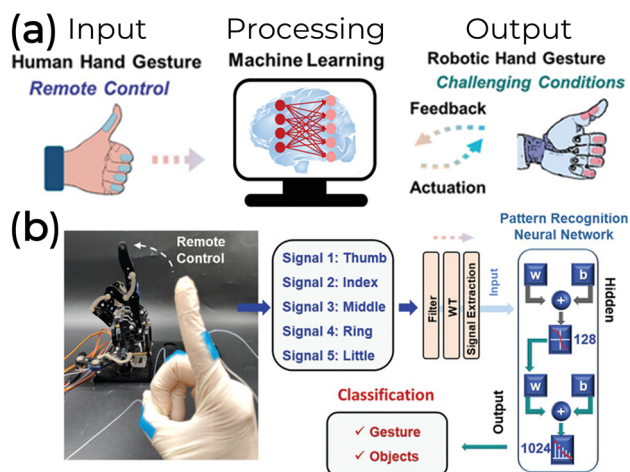 (a) Input Processing Output
Human Hand Gesture
Remote Control
Machine Learning
Robotic Hand Gesture
Challenging Conditions
Feedback
Actuation
(b)
Remote
Control
Signal 1: Thumb
Signal 2: Index
Signal 3: Middle
Signal 4: Ring
Signal 5: Little
Filter
WT
Signal Extraction
Input
Pattern Recognition
Neural Network
w b
+
Hidden
128
w b
+
1024
Output
Classification
✓ Gesture
✓ Objects